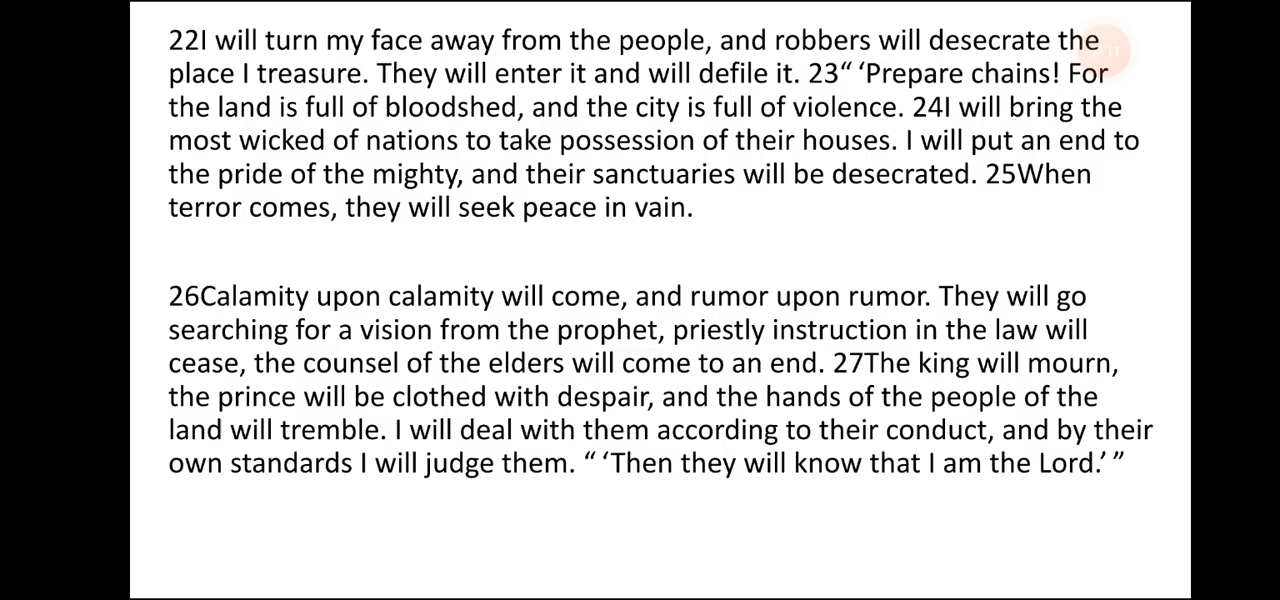 22I will turn my face away from the people, and robbers will desecrate the
place I treasure. They will enter it and will defile it. 23“ ‘Prepare chains! For
the land is full of bloodshed, and the city is full of violence. 24I will bring the
most wicked of nations to take possession of their houses. I will put an end to
the pride of the mighty, and their sanctuaries will be desecrated. 25When
terror comes, they will seek peace in vain.
26Calamity upon calamity will come, and rumor upon rumor. They will go
searching for a vision from the prophet, priestly instruction in the law will
cease, the counsel of the elders will come to an end. 27The king will mourn,
the prince will be clothed with despair, and the hands of the people of the
land will tremble. I will deal with them according to their conduct, and by their
own standards I will judge them. “ ‘Then they will know that I am the Lord.’ ”